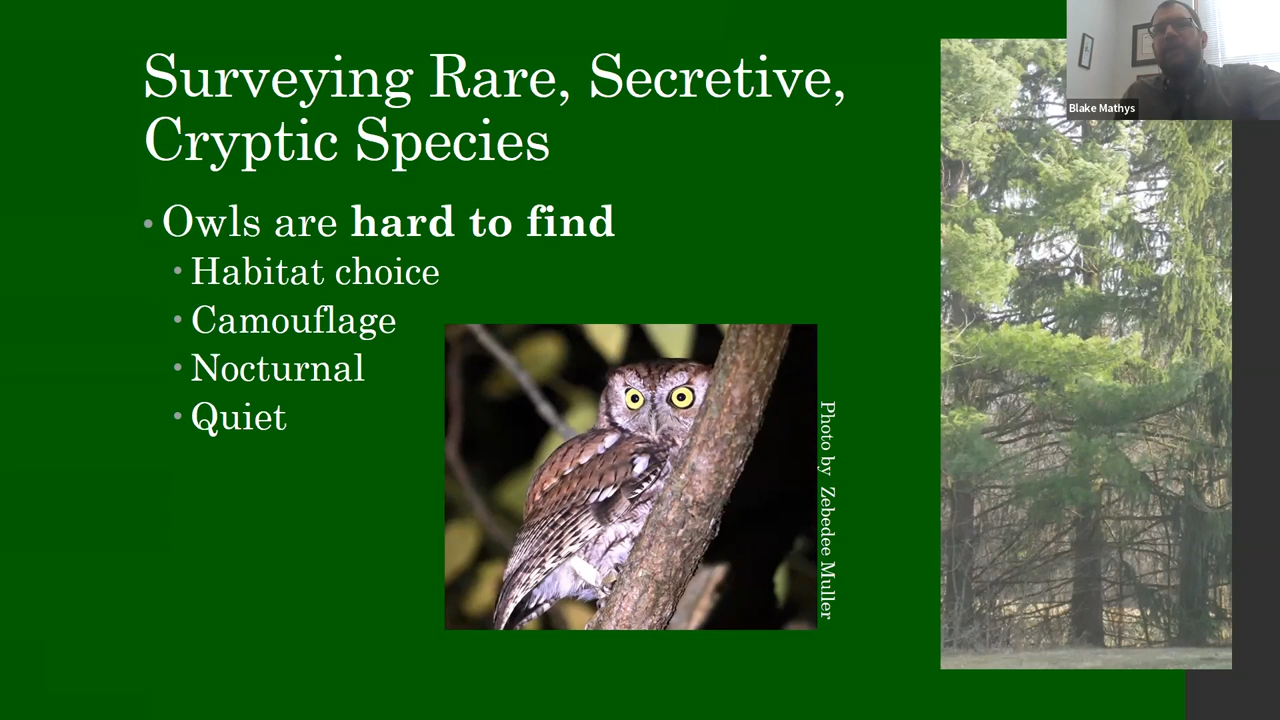 Surveying Rare, Secretive,
Cryptic Species
• Owls are hard to find
• Habitat choice
• Camouflage
• Nocturnal
• Quiet
Photo by Zebedee Muller
Blake Mathys